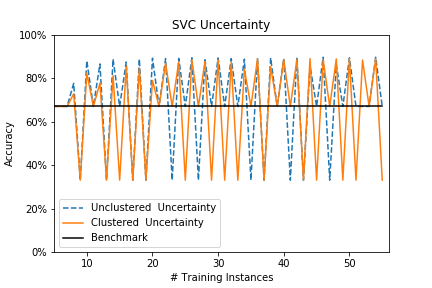 SVC Uncertainty
100%
80%
60%
40%
20%
0%
Accuracy
Unclustered  Uncertainty
Clustered  Uncertainty
Benchmark
10 20 30 40 50
# Training Instances